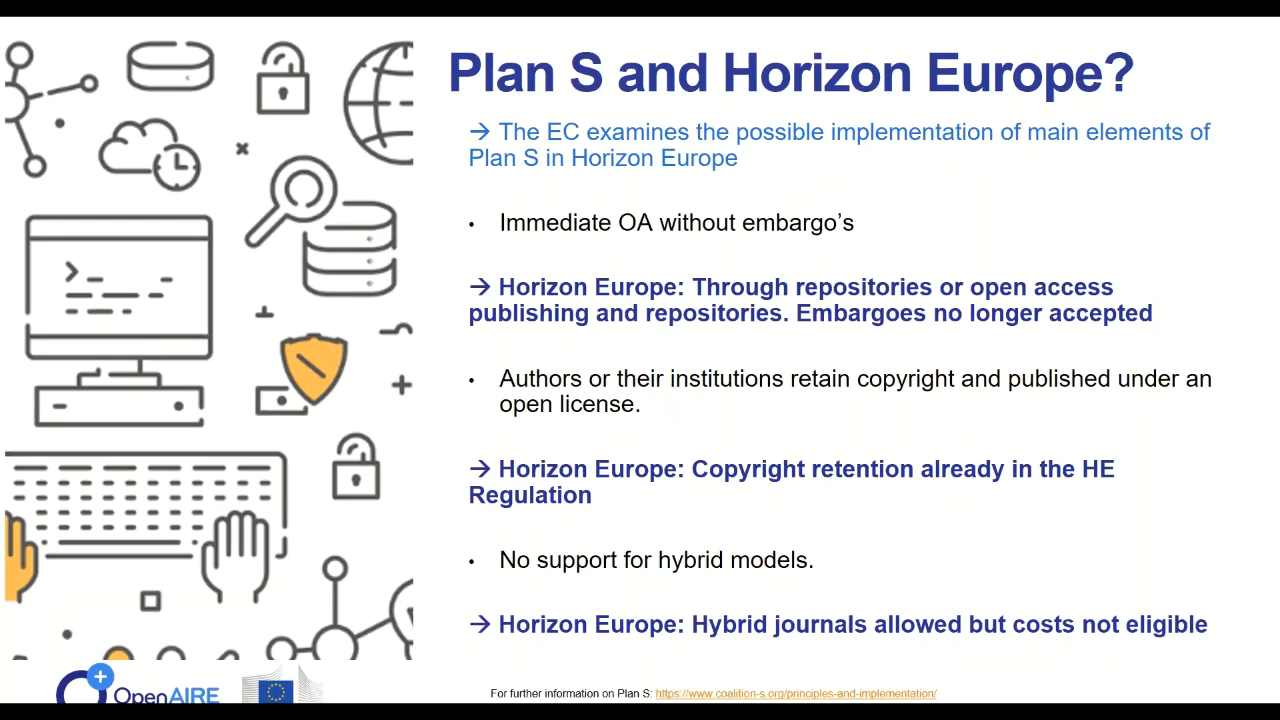 Plan S and Horizon Europe?
→ The EC examines the possible implementation of main elements of
Plan S in Horizon Europe
• Immediate OA without embargo’s
→ Horizon Europe: Through repositories or open access
publishing and repositories. Embargoes no longer accepted
• Authors or their institutions retain copyright and published under an
open license.
→ Horizon Europe: Copyright retention already in the HE
Regulation
• No support for hybrid models.
→ Horizon Europe: Hybrid journals allowed but costs not eligible
OpenAIRE
For further information on Plan S: https://www.coalition-s.org/principles-and-implementation/